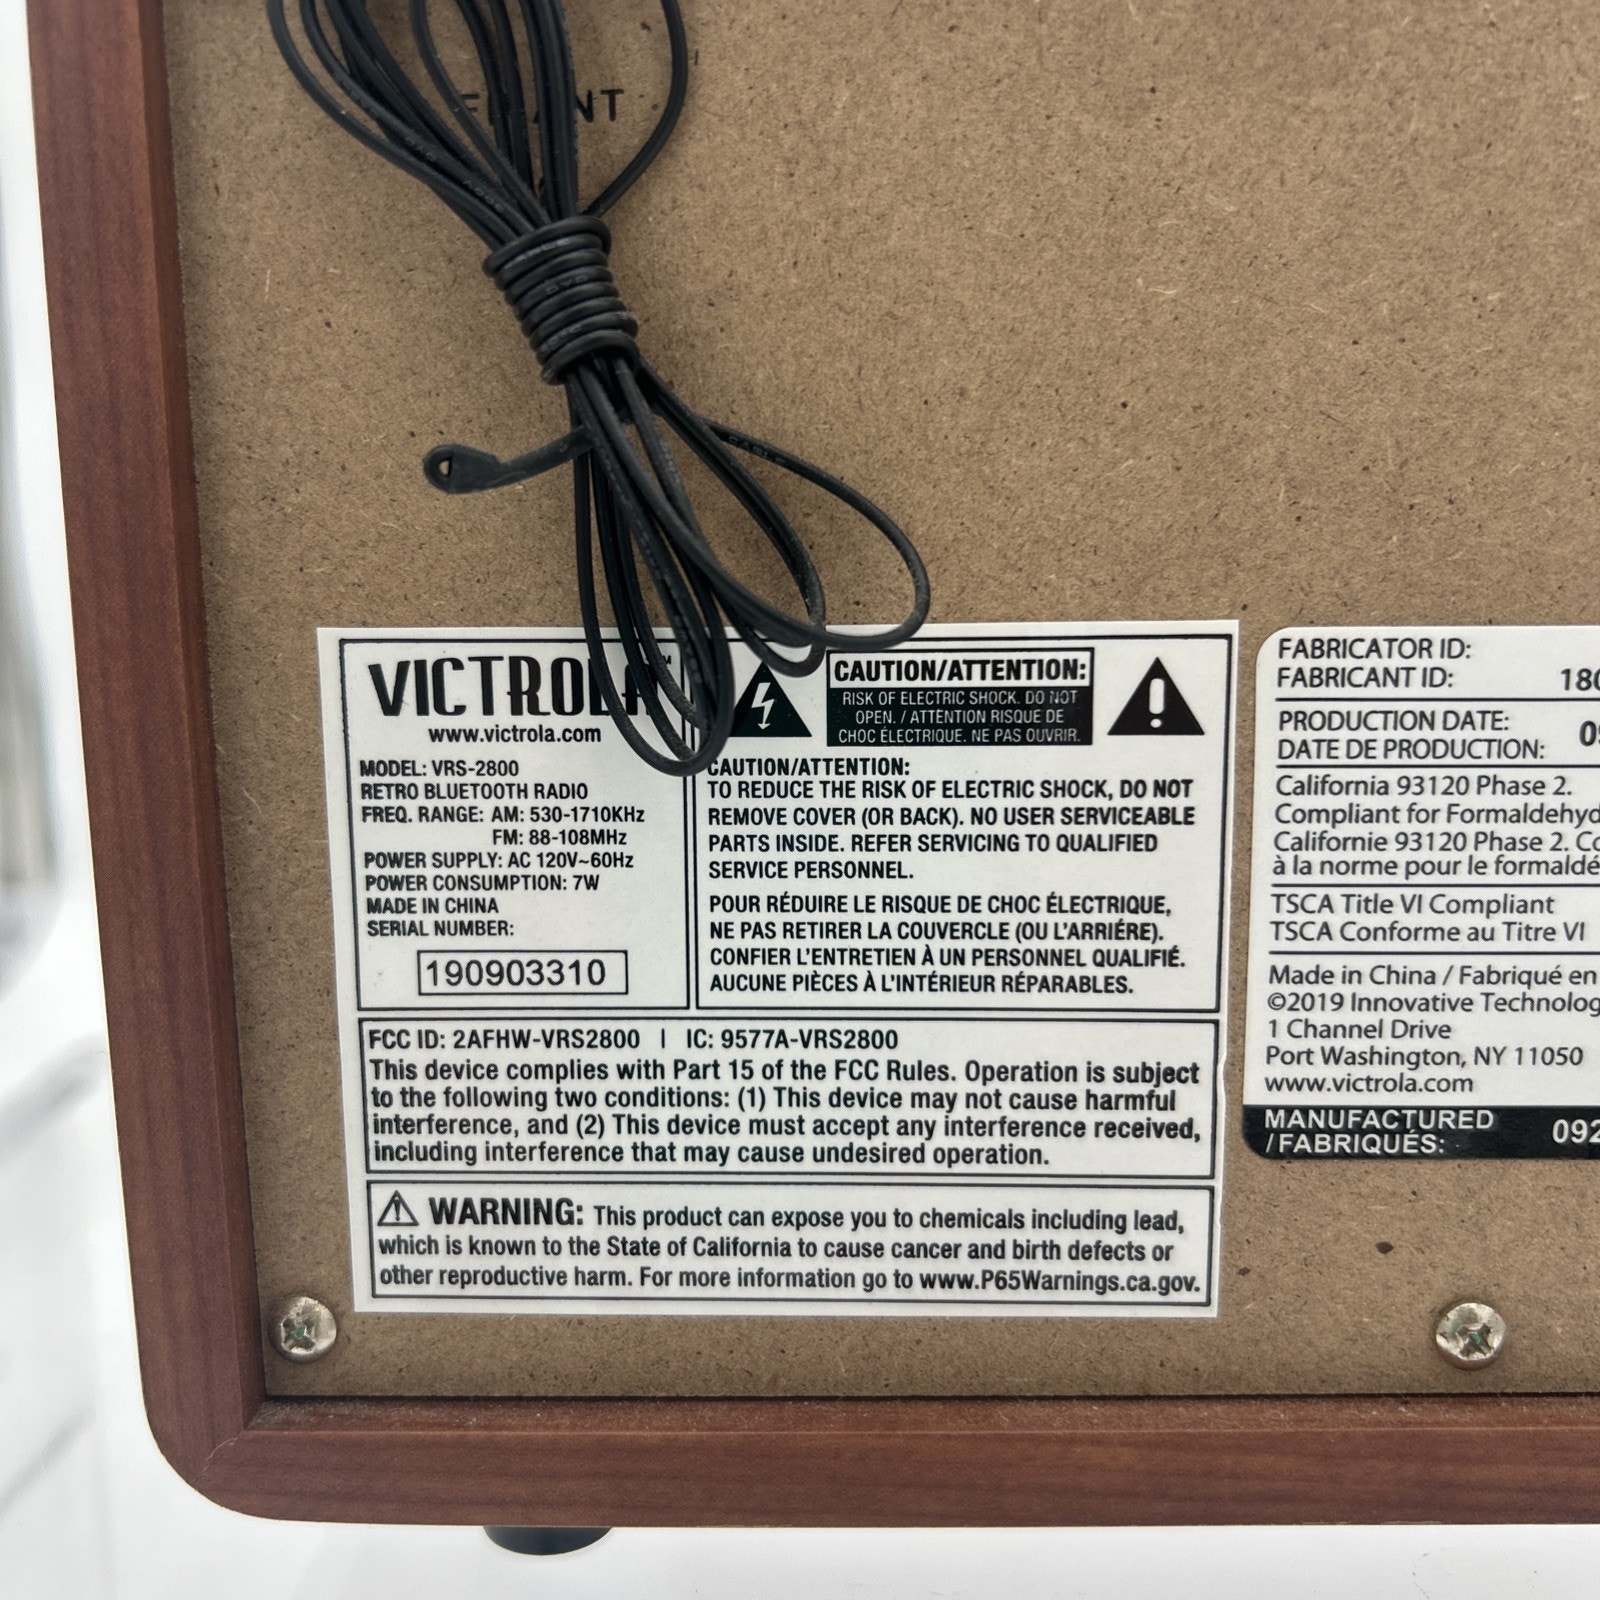 VICTROLA
www.victrola.com
MODEL: VRS-2800
RETRO BLUETOOTH RADIO
FREQ. RANGE: AM: 530-1710KHz
FM: 88-108MHz
POWER SUPPLY: AC 120V~60Hz
POWER CONSUMPTION: 7W
MADE IN CHINA
SERIAL NUMBER:
190903310
CAUTION/ATTENTION:
RISK OF ELECTRIC SHOCK. DO NOT
OPEN. / ATTENTION RISQUE DE
CHOC ÉLECTRIQUE. NE PAS OUVRIR.
CAUTION/ATTENTION:
TO REDUCE THE RISK OF ELECTRIC SHOCK, DO NOT
REMOVE COVER (OR BACK). NO USER SERVICEABLE
PARTS INSIDE. REFER SERVICING TO QUALIFIED
SERVICE PERSONNEL.
POUR RÉDUIRE LE RISQUE DE CHOC ÉLECTRIQUE,
NE PAS RETIRER LA COUVERCLE (OU L'ARRIÉRE).
CONFIER L'ENTRETIEN À UN PERSONNEL QUALIFIÉ.
AUCUNE PIÈCES À L'INTÉRIEUR RÉPARABLES.
FCC ID: 2AFHW-VRS2800 | IC: 9577A-VRS2800
This device complies with Part 15 of the FCC Rules. Operation is subject
to the following two conditions: (1) This device may not cause harmful
interference, and (2) This device must accept any interference received,
including interference that may cause undesired operation.
WARNING: This product can expose you to chemicals including lead,
which is known to the State of California to cause cancer and birth defects or
other reproductive harm. For more information go to www.P65Warnings.ca.gov.
FABRICATOR ID:
FABRICANT ID: 180
PRODUCTION DATE:
DATE DE PRODUCTION:
California 93120 Phase 2.
Compliant for Formaldehyd
Californie 93120 Phase 2. Co
à la norme pour le formaldé
TSCA Title VI Compliant
TSCA Conforme au Titre VI
Made in China / Fabriqué en
©2019 Innovative Technolog
1 Channel Drive
Port Washington, NY 11050
www.victrola.com
MANUFACTURED
/FABRIQUÉS: 092